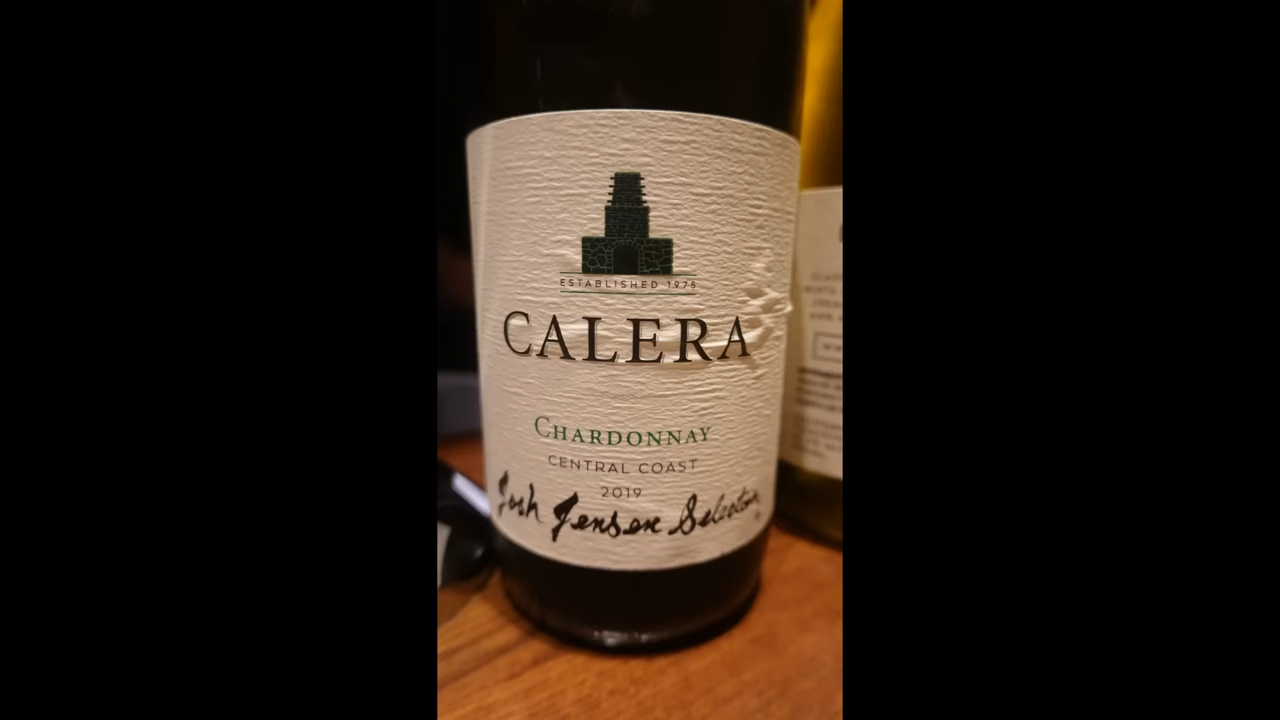 ESTABLISHED 1975
CALERA
CHARDONNAY
CENTRAL COAST
2019
Josh Jensen Selection